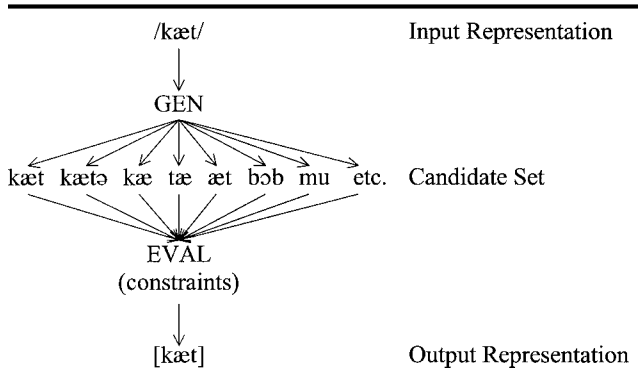 /kæt/ Input Representation
GEN
kæt kætə kæ tæ æt bɔb mu etc. Candidate Set
EVAL
(constraints)
[kæt] Output Representation